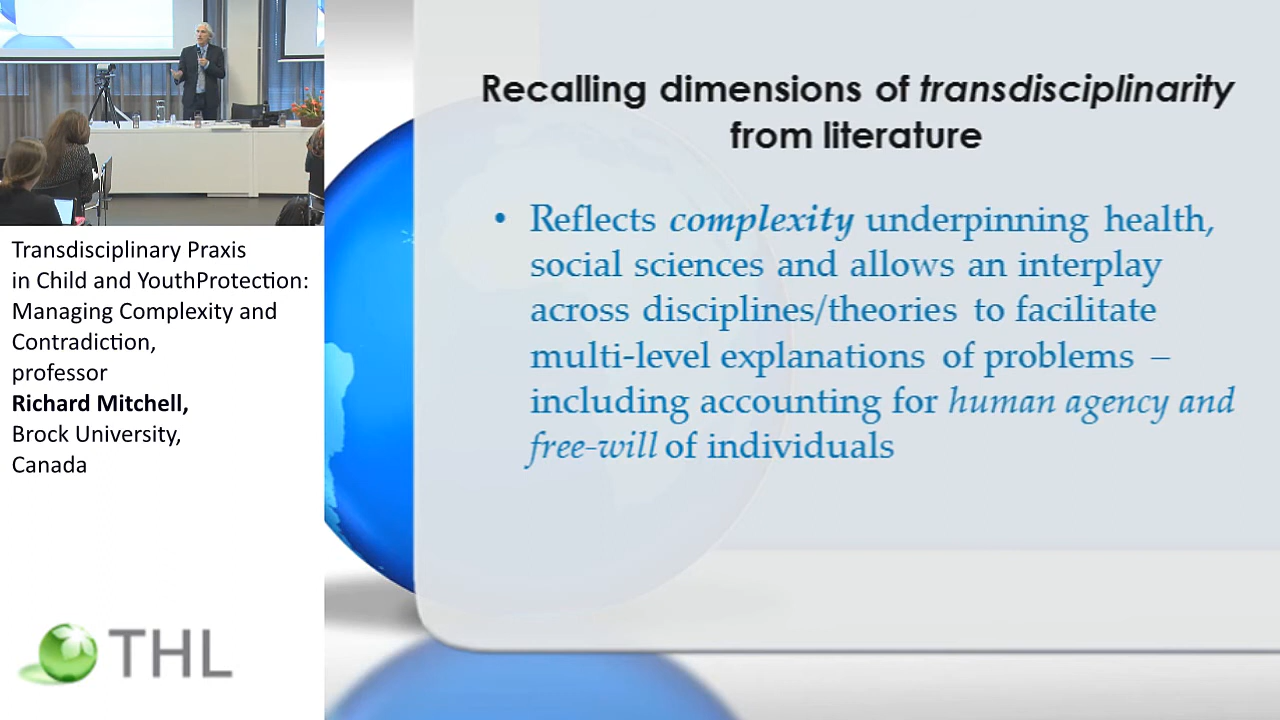 Transdisciplinary Praxis
in Child and YouthProtection:
Managing Complexity and
Contradiction,
professor
Richard Mitchell,
Brock University,
Canada
THL
Recalling dimensions of transdisciplinarity
from literature
• Reflects complexity underpinning health,
social sciences and allows an interplay
across disciplines/theories to facilitate
multi-level explanations of problems –
including accounting for human agency and
free-will of individuals